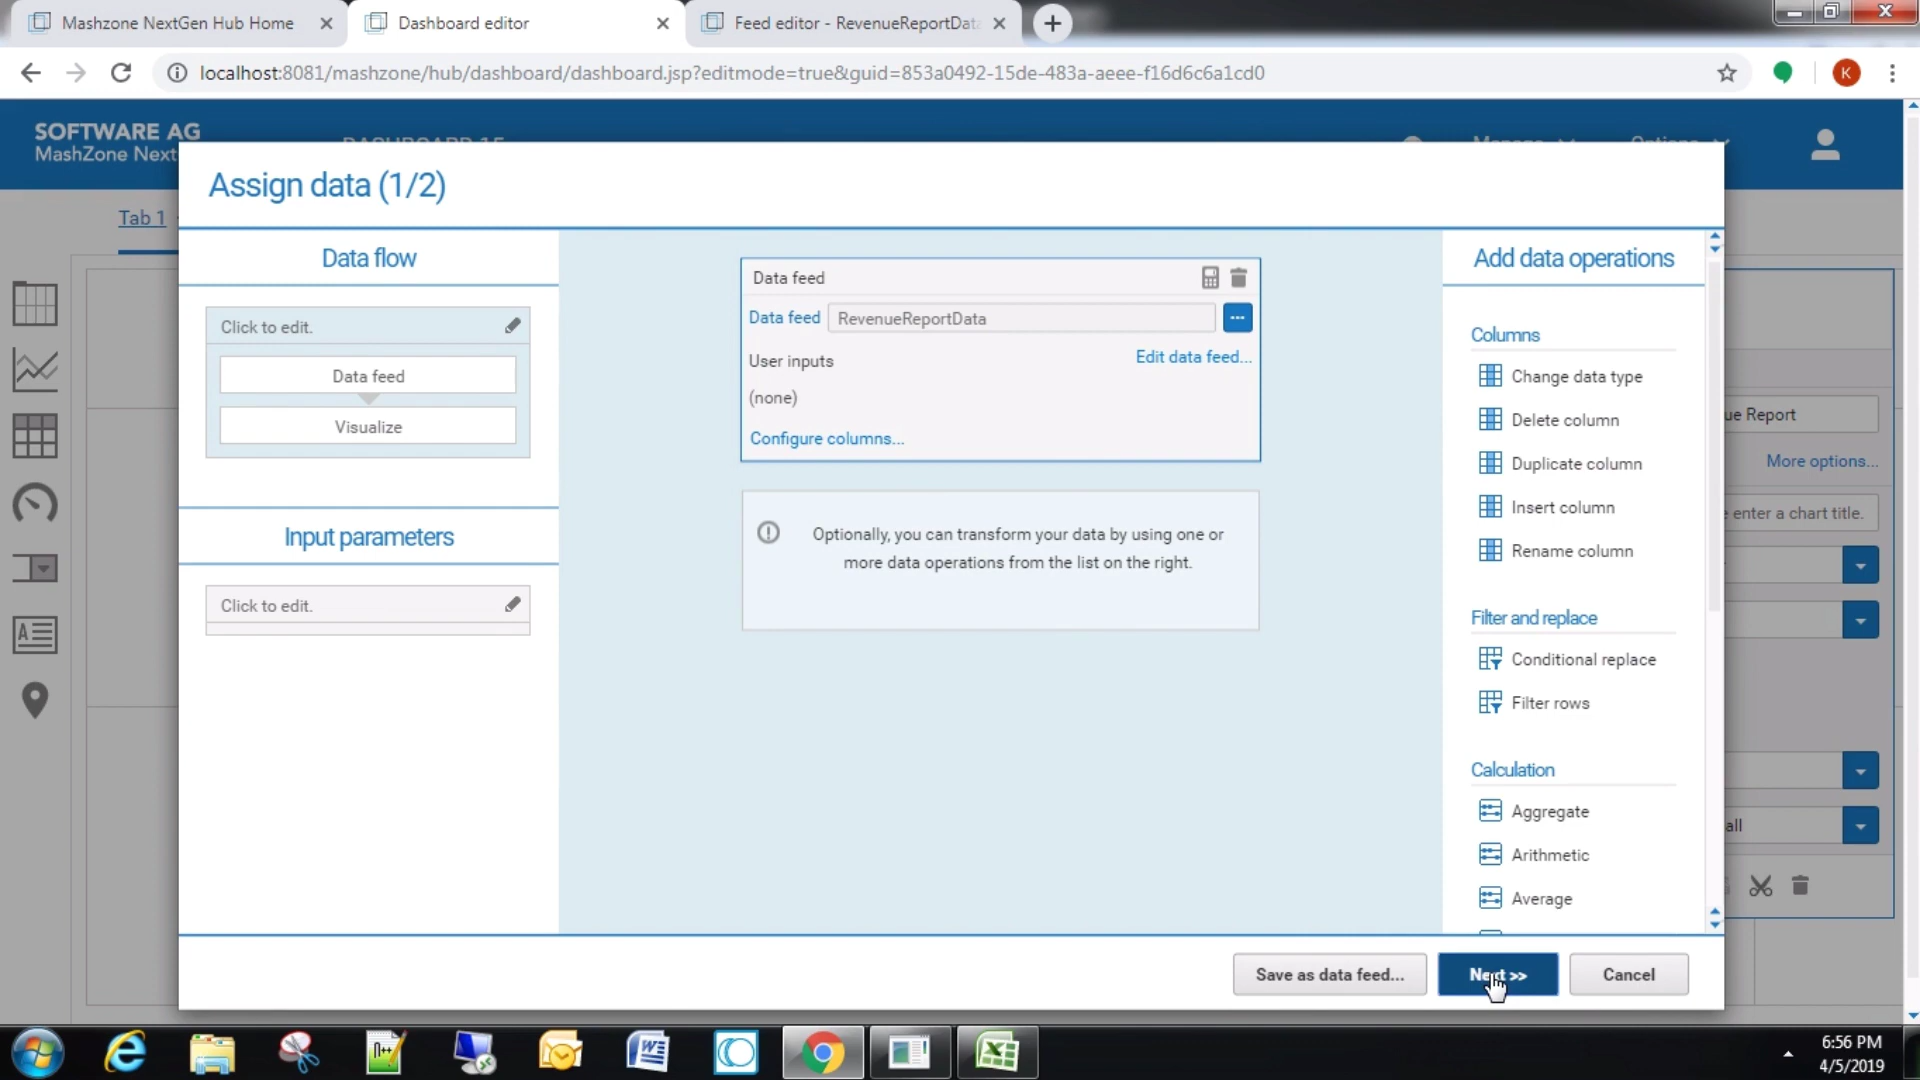 Mashzone NextGen Hub Home
Dashboard editor
Feed editor - RevenueReportData
localhost:8081/mashzone/hub/dashboard/dashboard.jsp?editmode=true&guid=853a0492-15de-483a-aeee-f16d6c6a1cd0
K
SOFTWARE AG
MashZone Next
DASHBOARD 15
Manage
Options
Tab 1
Assign data (1/2)
Data flow
Click to edit.
Data feed
Visualize
Input parameters
Click to edit.
Data feed
Data feed RevenueReportData ...
User inputs
Edit data feed...
(none)
Configure columns...
Optionally, you can transform your data by using one or
more data operations from the list on the right.
Add data operations
Columns
Change data type
Delete column
Duplicate column
Insert column
Rename column
Filter and replace
Conditional replace
Filter rows
Calculation
Aggregate
Arithmetic
Average
ue Report
More options...
enter a chart title.
all
Save as data feed...
Next >>
Cancel
6:56 PM
4/5/2019